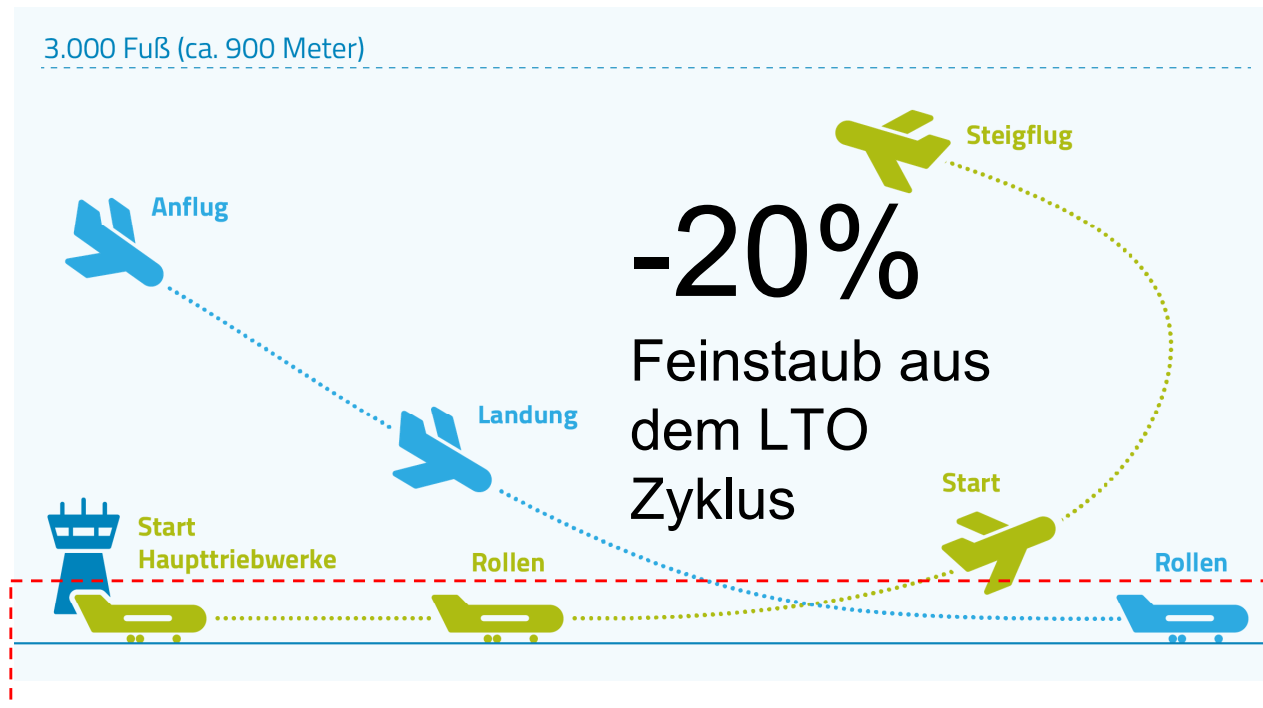 3.000 Fuß (ca. 900 Meter)
Steigflug
Anflug
-20%
Feinstaub aus
dem LTO
Zyklus
Landung
Start
Start
Haupttriebwerke
Rollen
Rollen